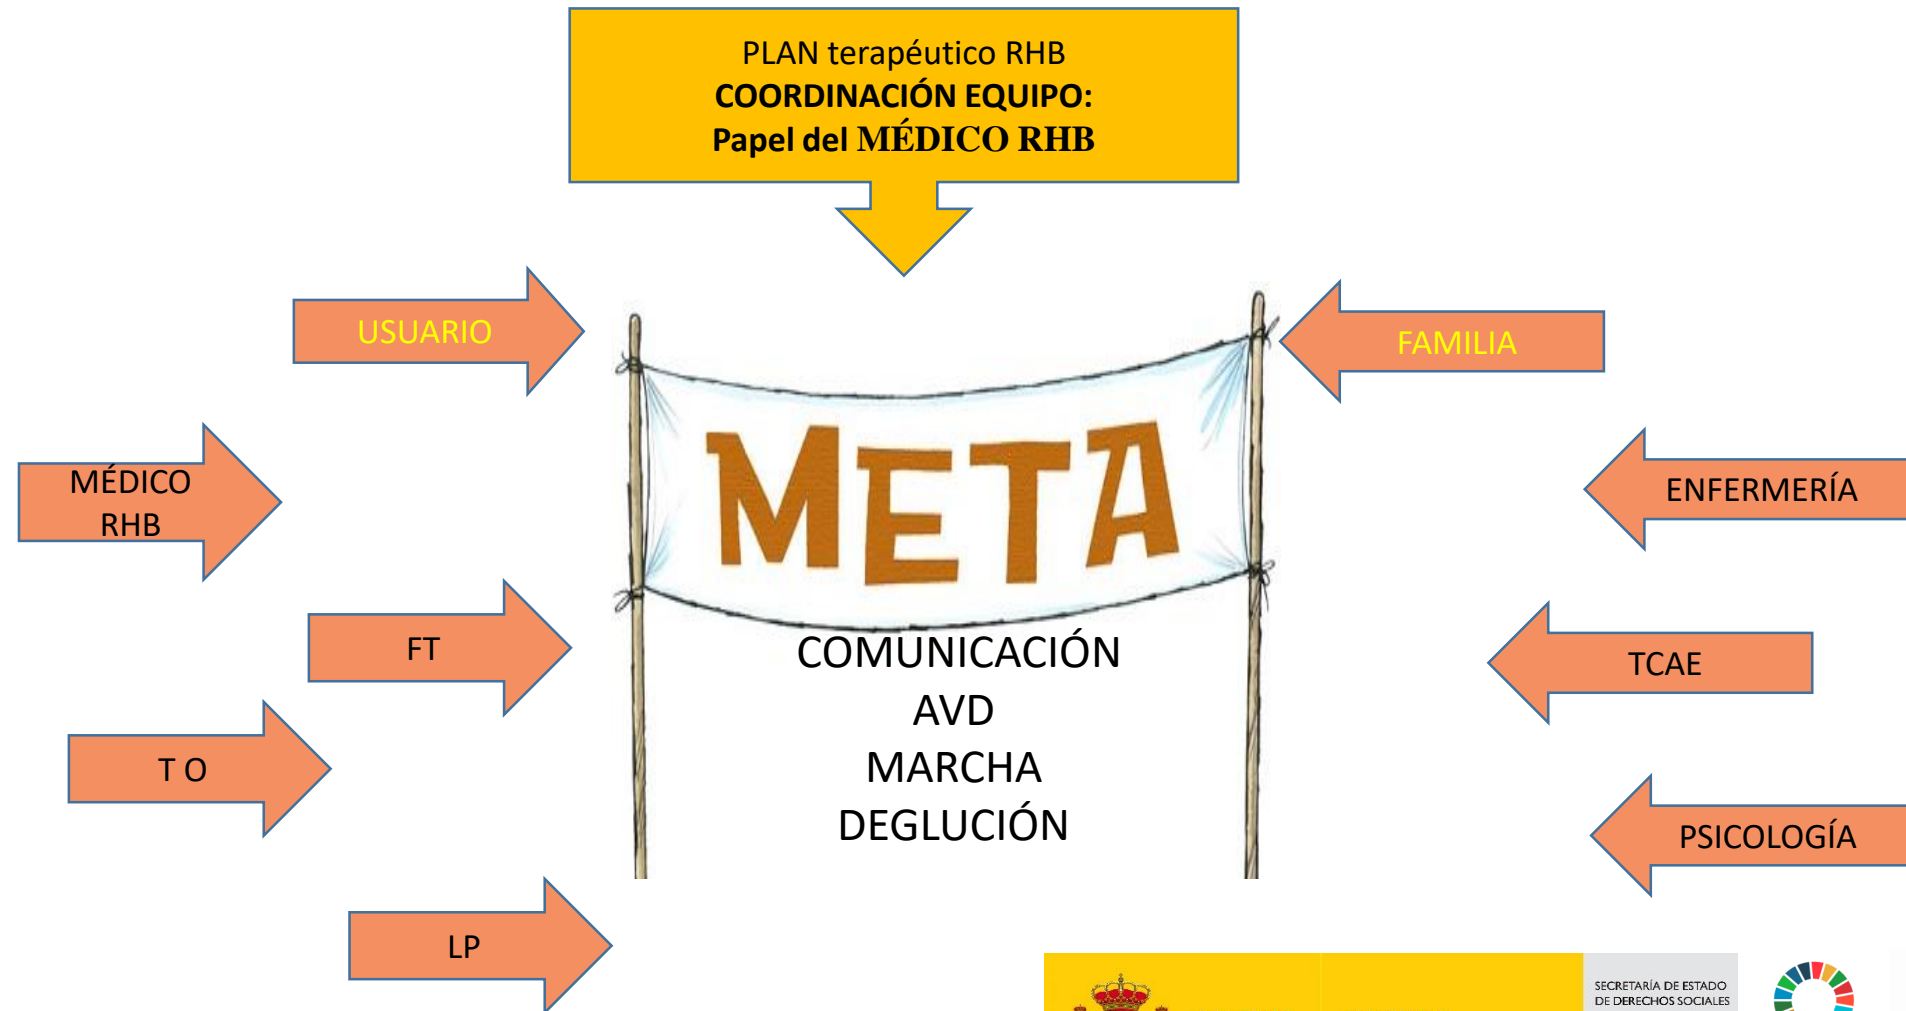 PLAN terapéutico RHB
COORDINACIÓN EQUIPO:
Papel del MÉDICO RHB
USUARIO
FAMILIA
META
MÉDICO
RHB
ENFERMERÍA
FT
COMUNICACIÓN
AVD
MARCHA
DEGLUCIÓN
TCAE
T O
PSICOLOGÍA
LP
SECRETARÍA DE ESTADO
DE DERECHOS SOCIALES